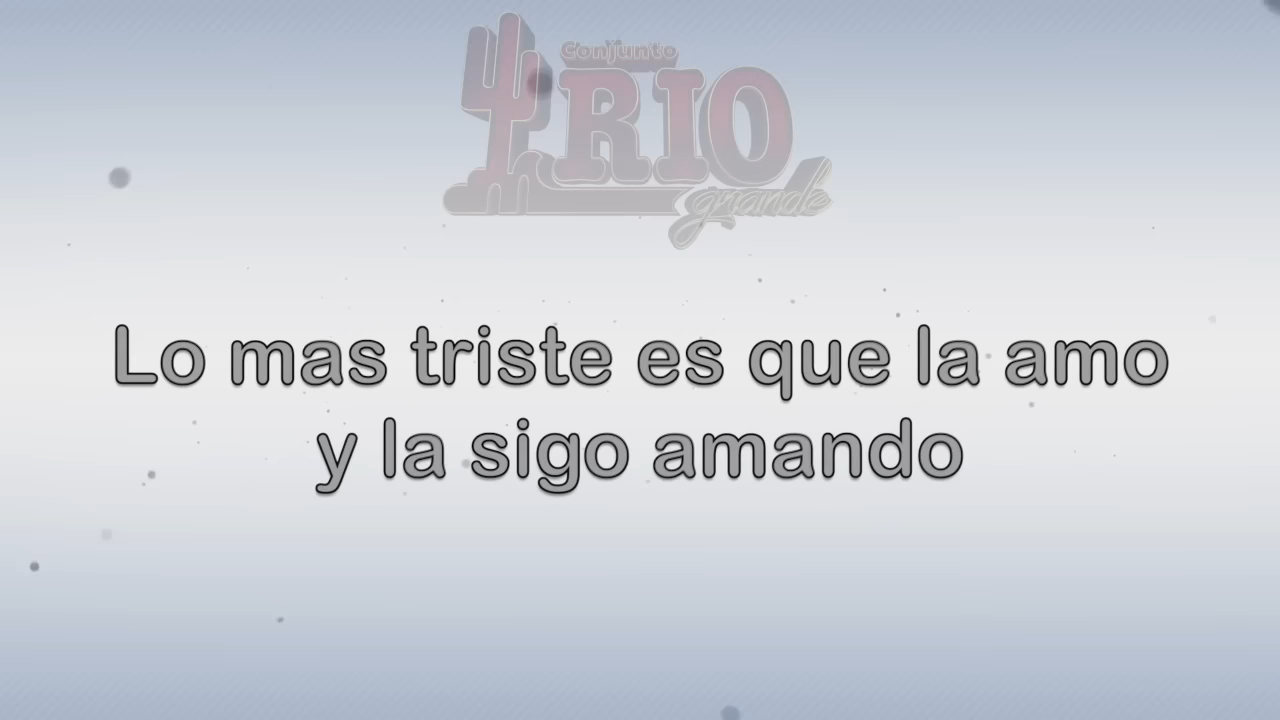 Conjunto
RIO
grande
Lo mas triste es que la amo
y la sigo amando